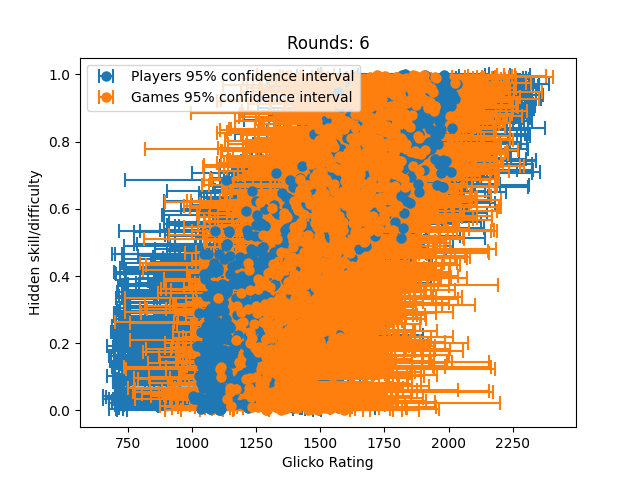 Rounds: 6
Players 95% confidence interval
Games 95% confidence interval
Hidden skill/difficulty
1.0
0.8
0.6
0.4
0.2
0.0
750 1000 1250 1500 1750 2000 2250
Glicko Rating